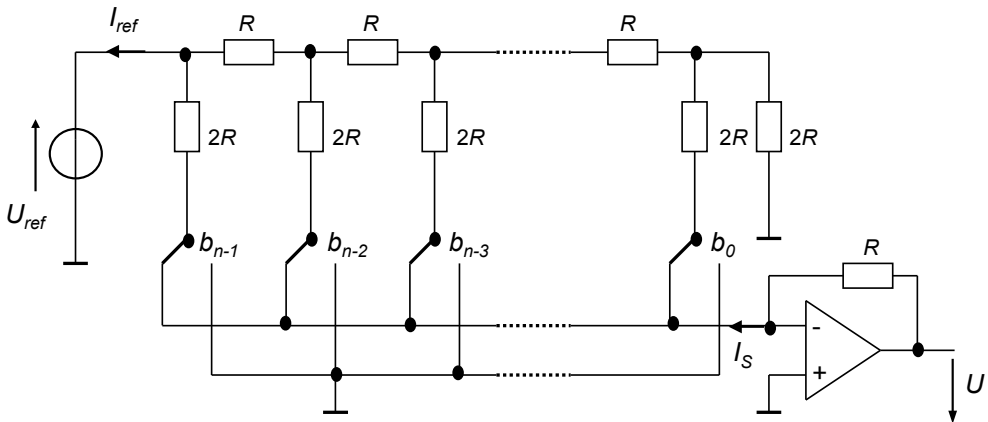 I_ref
R
R
R
2R
2R
2R
2R
2R
U_ref
b_n-1
b_n-2
b_n-3
b_0
R
I_S
-
+
U